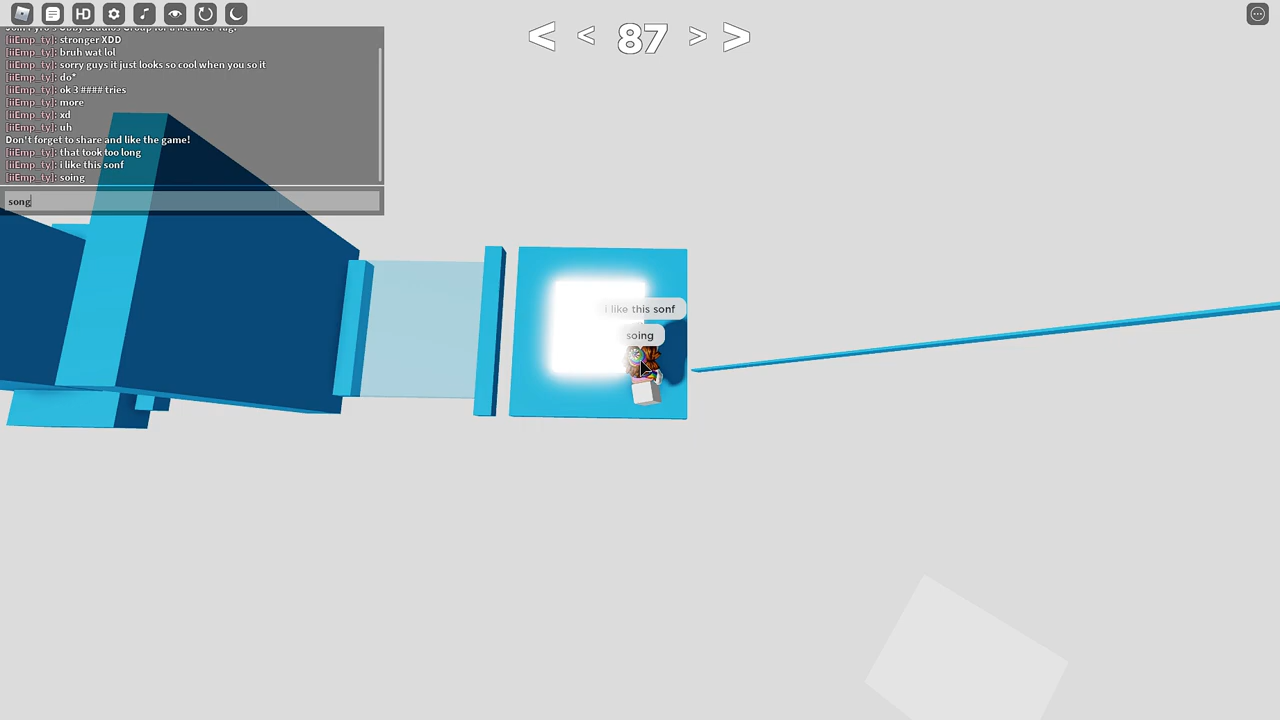 HD
< < 87 > >
[iiEmp_ty]: stronger XDD
[iiEmp_ty]: bruh wat lol
[iiEmp_ty]: sorry guys it just looks so cool when you so it
[iiEmp_ty]: do*
[iiEmp_ty]: ok 3 #### tries
[iiEmp_ty]: more
[iiEmp_ty]: xd
[iiEmp_ty]: uh
Don't forget to share and like the game!
[iiEmp_ty]: that took too long
[iiEmp_ty]: i like this sonf
[iiEmp_ty]: soing
song
i like this sonf
soing